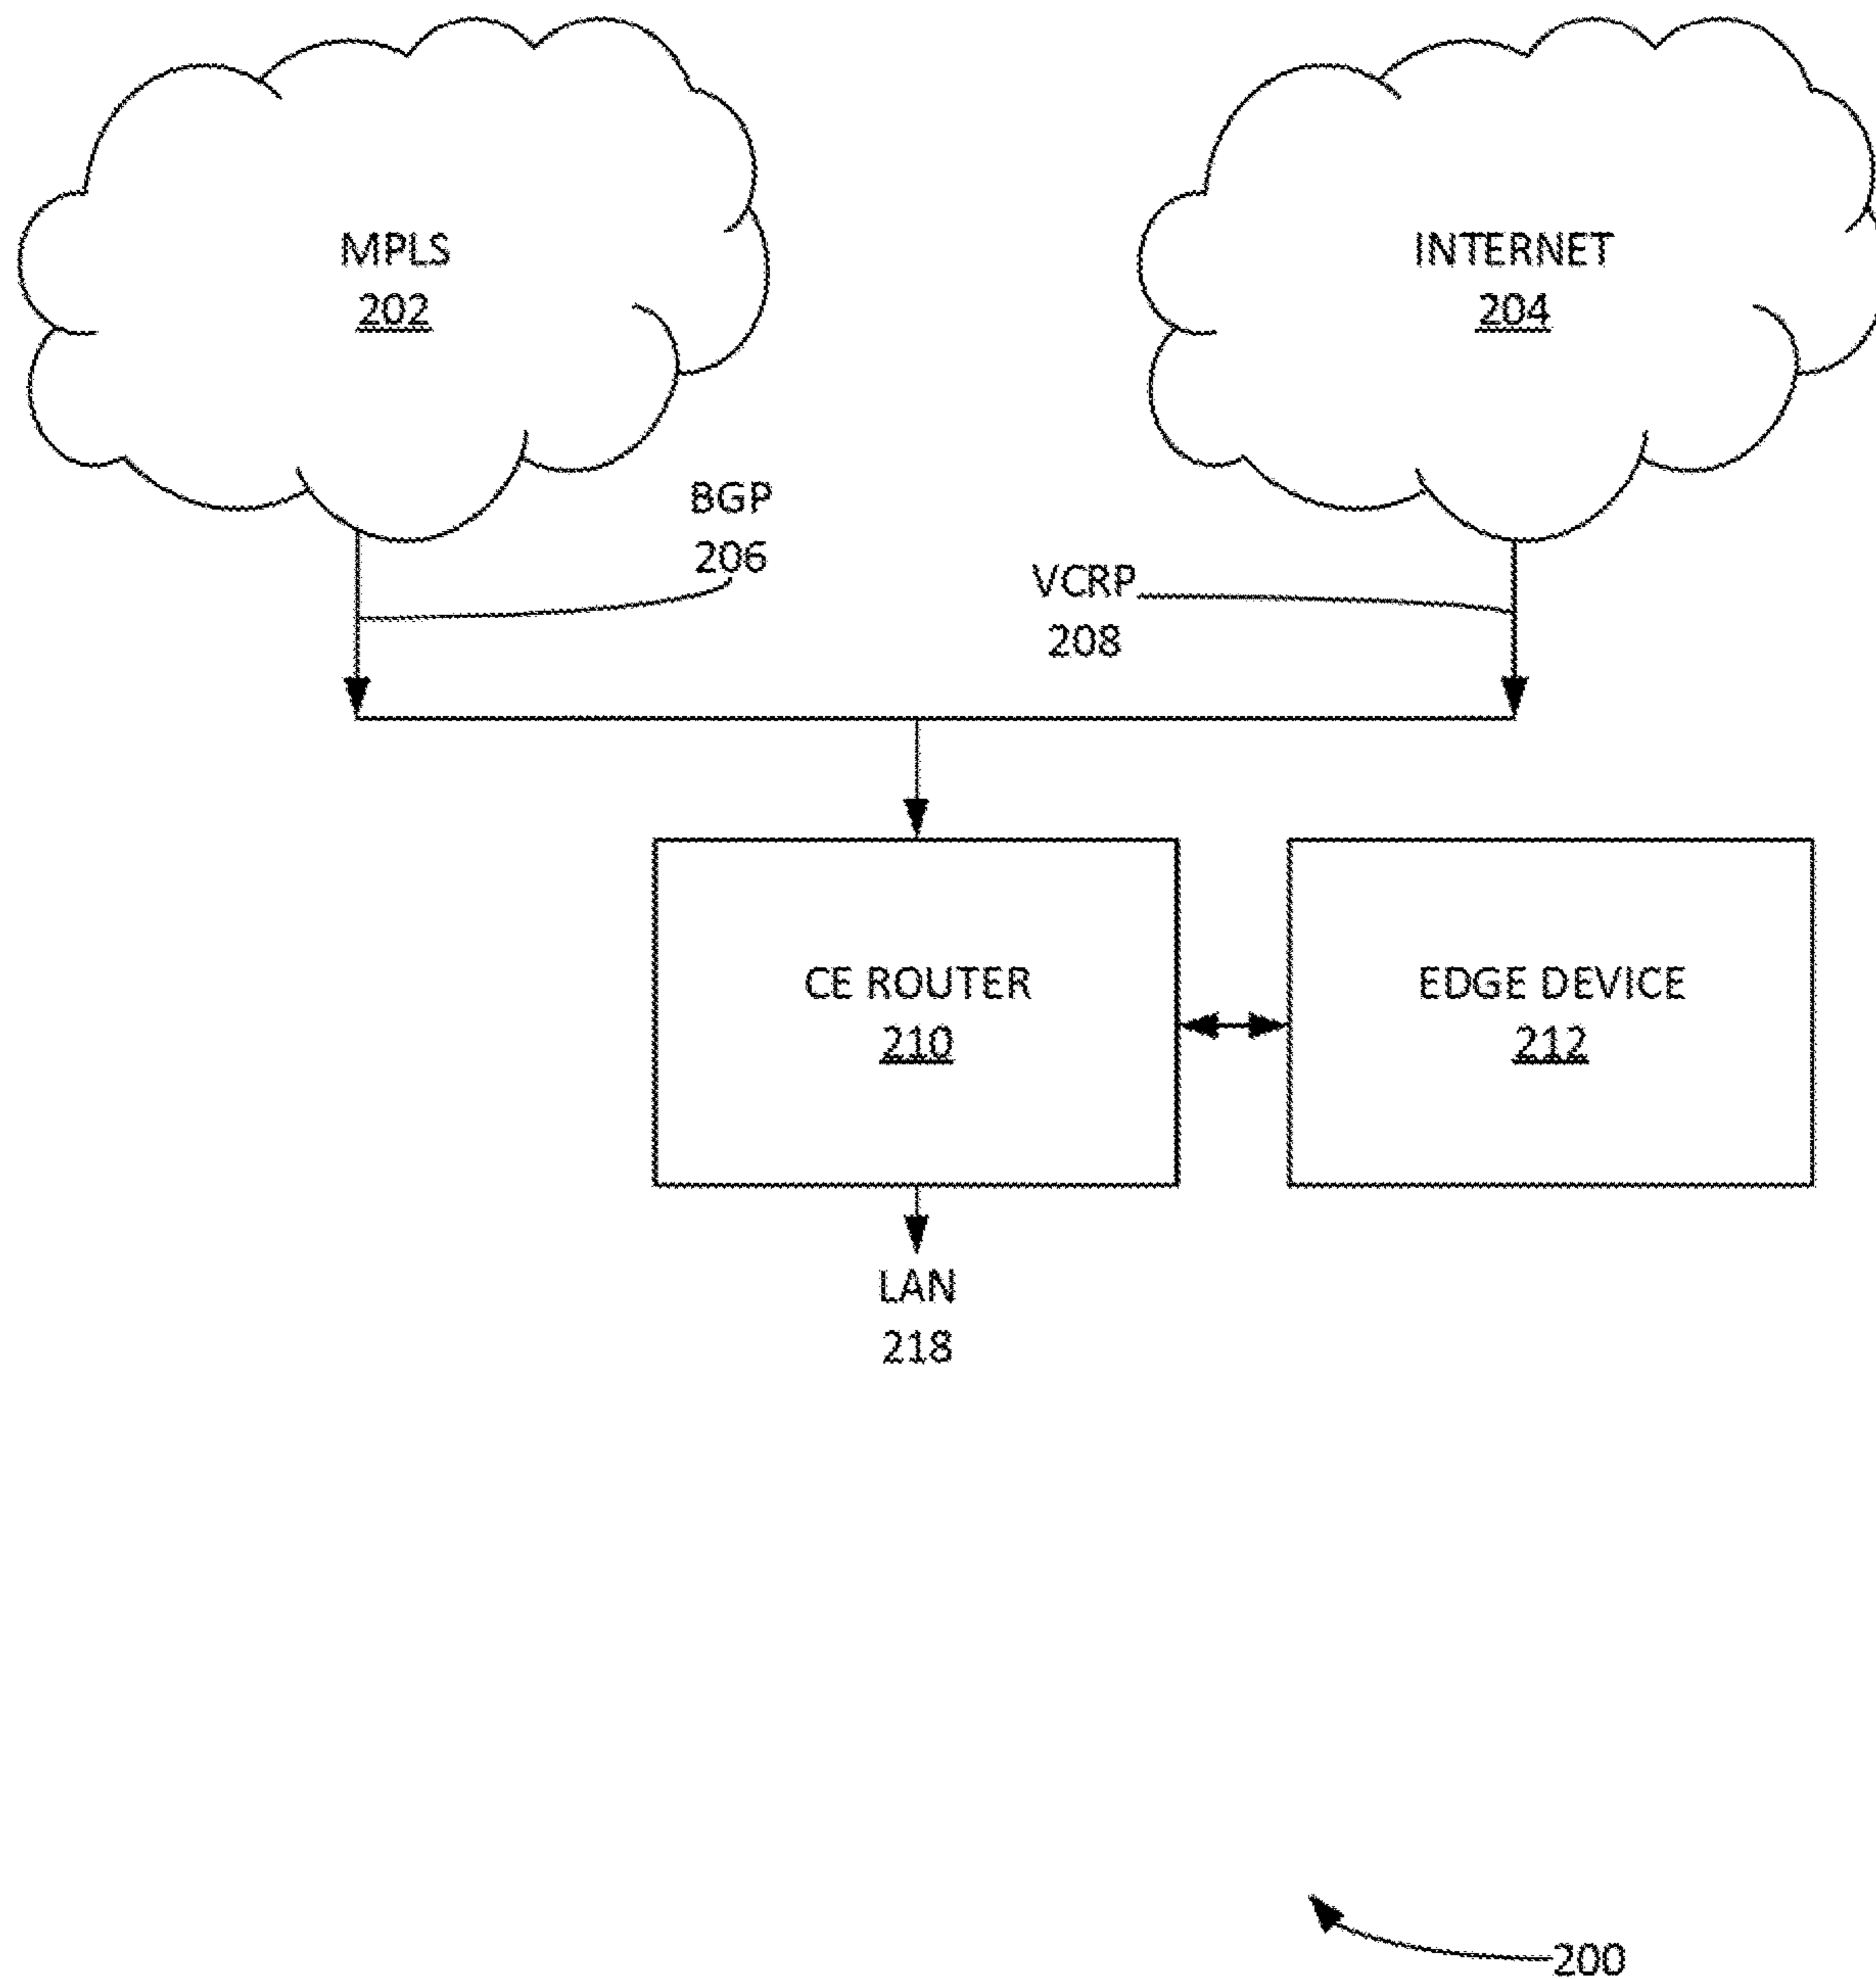 MPLS
202
INTERNET
204
BGP
206
VCRP
208
CE ROUTER
210
EDGE DEVICE
212
LAN
218
200